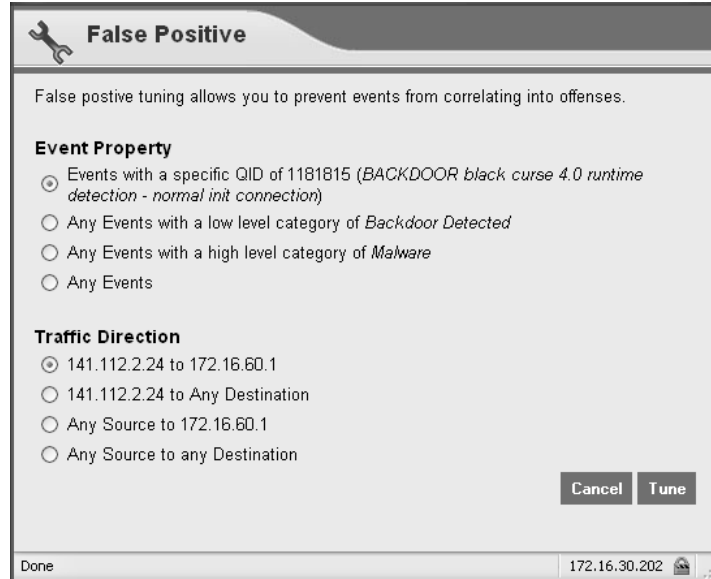 False Positive
False postive tuning allows you to prevent events from correlating into offenses.
Event Property
Events with a specific QID of 1181815 (BACKDOOR black curse 4.0 runtime
detection - normal init connection)
Any Events with a low level category of Backdoor Detected
Any Events with a high level category of Malware
Any Events
Traffic Direction
141.112.2.24 to 172.16.60.1
141.112.2.24 to Any Destination
Any Source to 172.16.60.1
Any Source to any Destination
Cancel Tune
Done 172.16.30.202